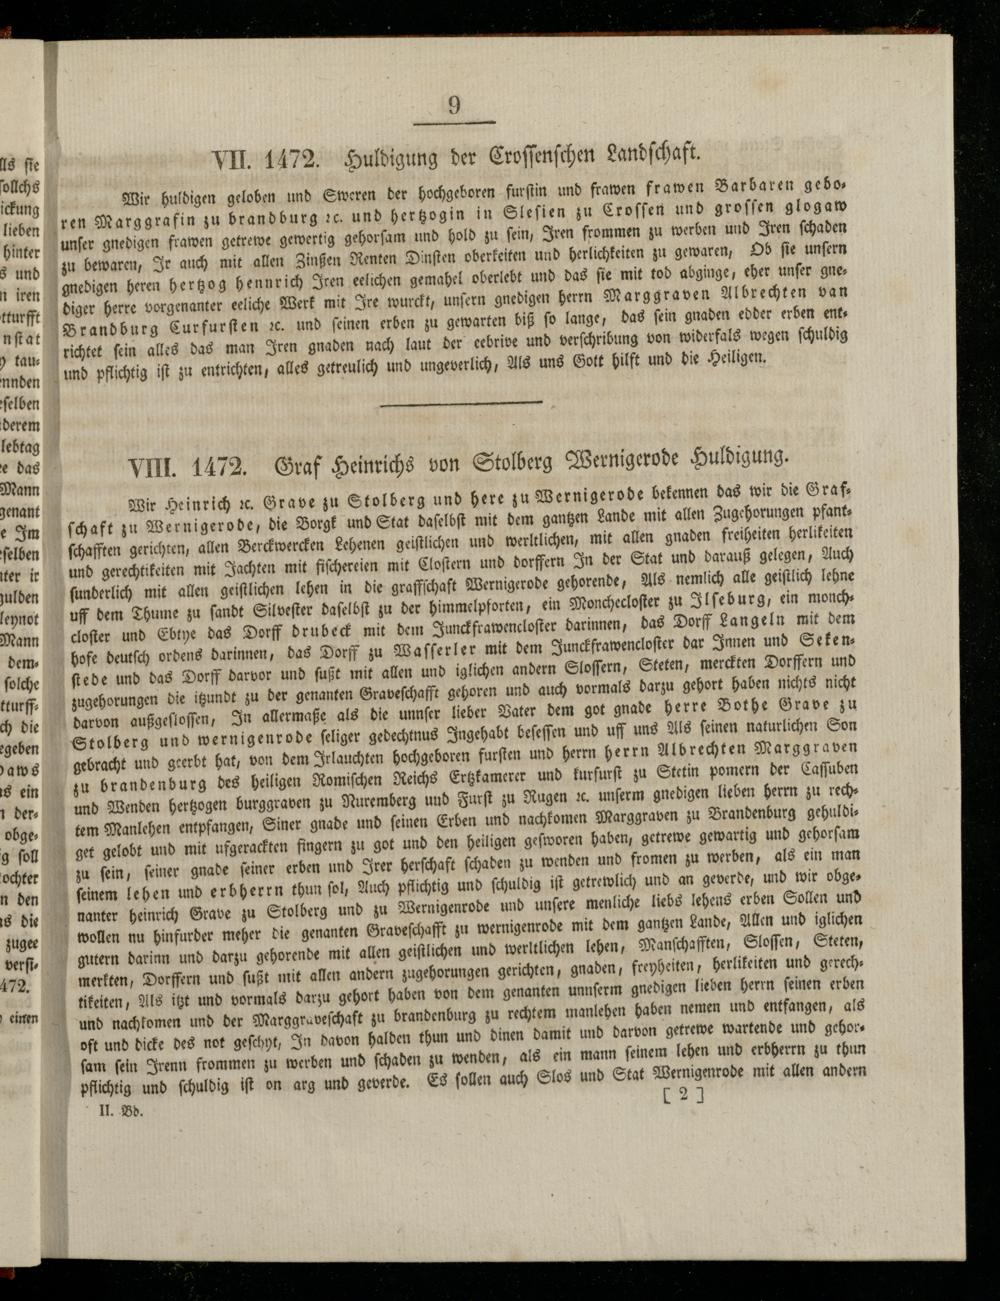 9
VII. 1472. Huldigung der Crossenschen Landschaft.
Wir huldigen geloben und Sweren der hochgeboren furstin und frawen frawen Barbaren gebo-
ren Marggrafin zu brandburg ꝛc. und hertzogin in Slesien zu Crossen und grossen glogaw
unser gnedigen frawen getrewe gewertig gehorsam und hold zu sein, Iren frommen zu werben und Iren schaden
zu bewaren, Ir auch mit allen Zinßen Renten Dinsten oberkeiten und herlichkeiten zu gewaren, Ob sie unsern
gnedigen heren hertzog hennrich Iren eelichen gemahel oberlebt und das sie mit tod abginge, eher unser gne-
diger herre vorgenanter eeliche Werk mit Ire wurckt, unsern gnedigen herrn Marggraven Albrechten van
Brandburg Curfursten ꝛc. und seinen erben zu gewarten biß so lange, das sein gnaden edder erben ent-
richtet sein alles das man Iren gnaden nach laut der eebrive und verschribung von widerfals wegen schuldig
und pflichtig ist zu entrichten, alles getreulich und ungeverlich, Als uns Gott hilft und die Heiligen.
VIII. 1472. Graf Heinrichs von Stolberg Wernigerode Huldigung.
Wir Heinrich ꝛc. Grave zu Stolberg und here zu Wernigerode bekennen das wir die Graf-
schaft zu Wernigerode, die Borgk und Stat daselbst mit dem gantzen Lande mit allen Zugehorungen pfant-
schafften gerichten, allen Berckwercken Lehenen geistlichen und werltlichen, mit allen gnaden freiheiten herlikeiten
und gerechtikeiten mit Jachten mit fischereien mit Clostern und dorffern In der Stat und darauß gelegen, Auch
sunderlich mit allen geistlichen lehen in die graffschaft Wernigerode gehorende, Als nemlich alle geistlich lehne
uff dem Thume zu sandt Silvester daselbst zu der himmelpforten, ein Monchecloster zu Ilseburg, ein monch-
closter und Ebtye das Dorff drubeck mit dem Junckfrawencloster darinnen, das Dorff Langeln mit dem
hofe deutsch ordens darinnen, das Dorff zu Wasserler mit dem Junckfrawencloster dar Innen und Seken-
stede und das Dorff darvor und sußt mit allen und iglichen andern Slossern, Steten, merckten Dorffern und
zugehorungen die itzundt zu der genanten Graveschafft gehoren und auch vormals darzu gehort haben nichts nicht
darvon außgeslossen, In allermaße als die unnser lieber Vater dem got gnade herre Bothe Grave zu
Stolberg und wernigenrode seliger gedechtnus Ingehabt besessen und uff uns Als seinen naturlichen Son
gebracht und geerbt hat, von dem Irlauchten hochgeboren fursten und herrn herrn Albrechten Marggraven
zu brandenburg des heiligen Romischen Reichs Ertzkamerer und kurfurst zu Stetin pomern der Cassuben
und Wenden hertzogen burggraven zu Nuremberg und Furst zu Rugen ꝛc. unserm gnedigen lieben herrn zu rech-
tem Manlehen entpfangen, Siner gnade und seinen Erben und nachkomen Marggraven zu Brandenburg gehuldi-
get gelobt und mit ufgerackten fingern zu got und den heiligen gesworen haben, getrewe gewartig und gehorsam
zu sein, seiner gnade seiner erben und Irer herschaft schaden zu wenden und fromen zu werben, als ein man
seinem lehen und erbherrn thun sol, Auch pflichtig und schuldig ist getrewlich und an geverde, und wir obge-
nanter heinrich Grave zu Stolberg und zu Wernigenrode und unsere menliche liebs lehens erben Sollen und
wollen nu hinfurder meher die genanten Graveschafft zu wernigenrode mit dem gantzen Lande, Allen und iglichen
gutern darinn und darzu gehorende mit allen geistlichen und werltlichen lehen, Manschafften, Slossen, Steten,
merkten, Dorffern und sußt mit allen andern zugehorungen gerichten, gnaden, freyheiten, herlikeiten und gerech-
tikeiten, Als itzt und vormals darzu gehort haben von dem genanten unnserm gnedigen lieben herrn seinen erben
und nachkomen und der Marggraveschaft zu brandenburg zu rechtem manlehen haben nemen und entfangen, als
oft und dicke des not geschyt, In davon halden thun und dinen damit und darvon getrewe wartende und gehor-
sam sein Irenn frommen zu werben und schaden zu wenden, als ein mann seinem lehen und erbherrn zu thun
pflichtig und schuldig ist on arg und geverde. Es sollen auch Slos und Stat Wernigenrode mit allen andern
II. Bd.
[ 2 ]